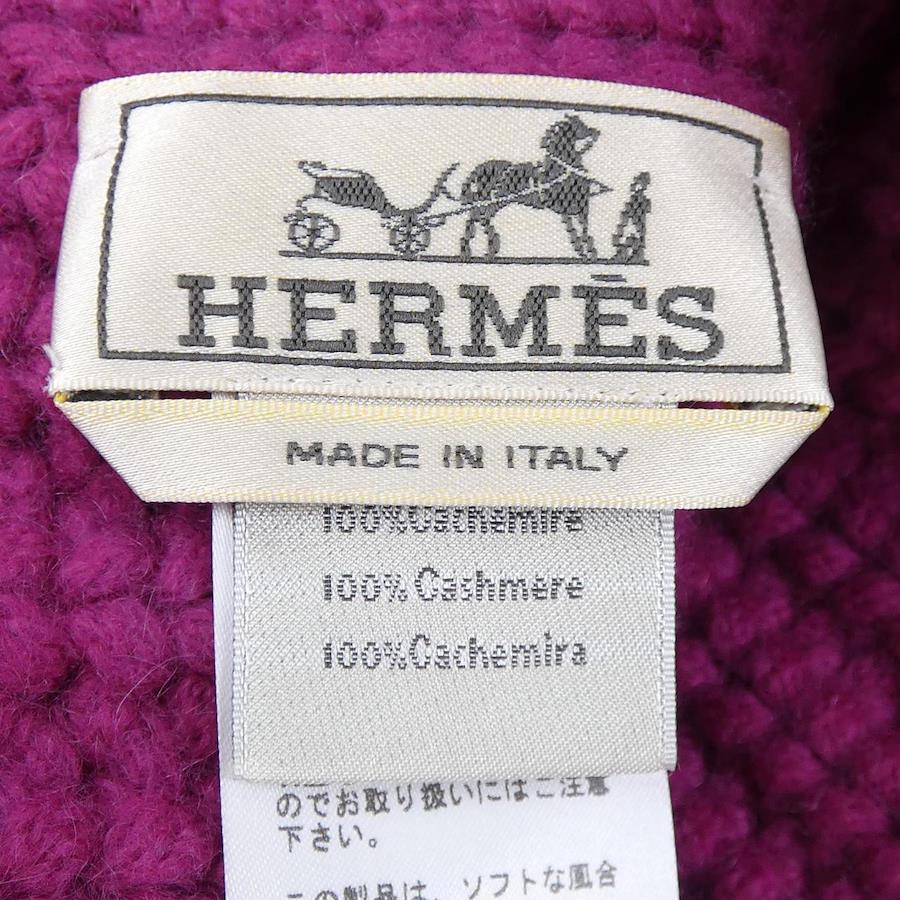 HERMÈS
MADE IN ITALY
100%Cachemire
100%Cashmere
100%Cachemira
のでお取り扱いにはご注意
下さい。
この製品は、ソフトな風合